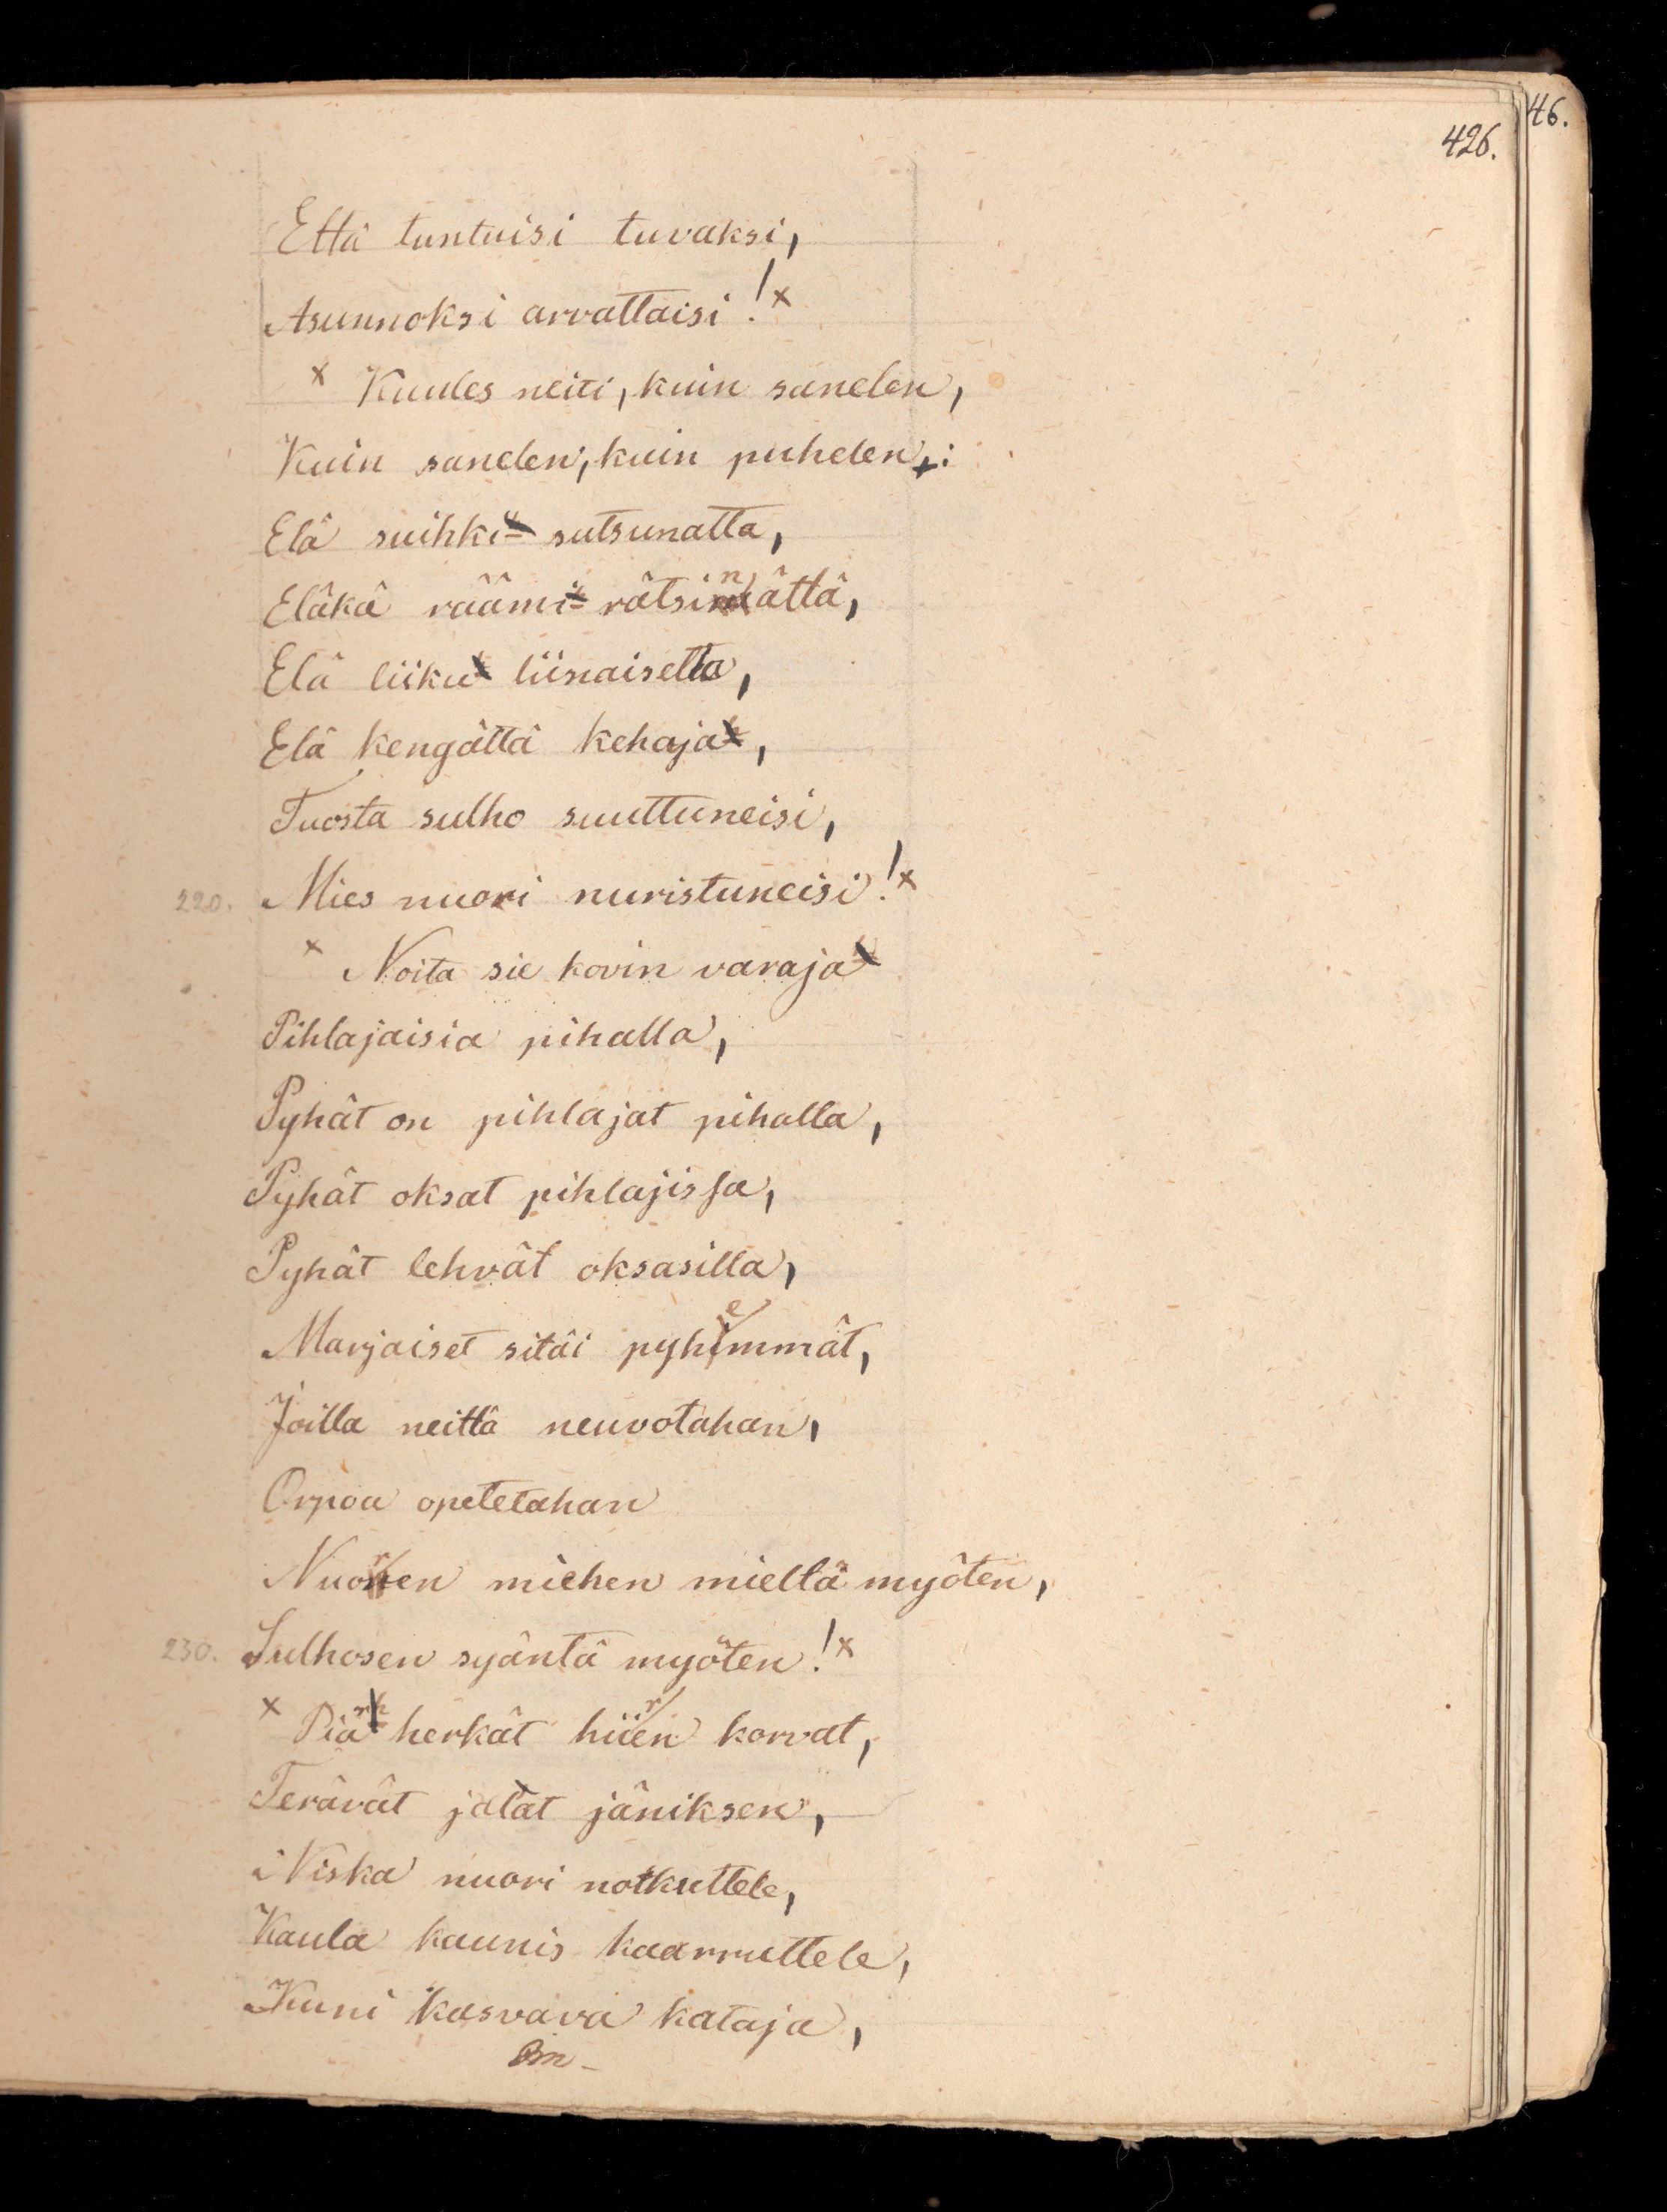 46.
426.
Että tuntuisi tuvaksi,
Asunnoksi arvattaisi!x
x Kuules neiti, kuin sanelen,
Kuin sanelen, kuin puhelen:
Elä suihki sutsunatta,
Eläkä räämi rätsinättä,
Elä liiku liinaisetta,
Elä kengättä kehaja,
Tuosta sulho suuttuneisi,
220. Mies nuori nuristuneisi!x
x Noita sie kovin varaja
Pihlajaisia pihalla,
Pyhät on pihlajat pihalla,
Pyhät oksat pihlajissa,
Pyhät lehvät oksasilla,
Marjaiset sitäi pyhemmät,
Joilla neittä neuvotahan,
Orpoa opetetahan
Nuoren miehen mieltä myöten,
230. Sulhosen syäntä myöten!x
x Piä herkät hiiren korvat,
Terävät jalat jäniksen,
Niska nuori notkuttele,
Kaula kaunis kaarruttele,
Kuni kasvava kataja,